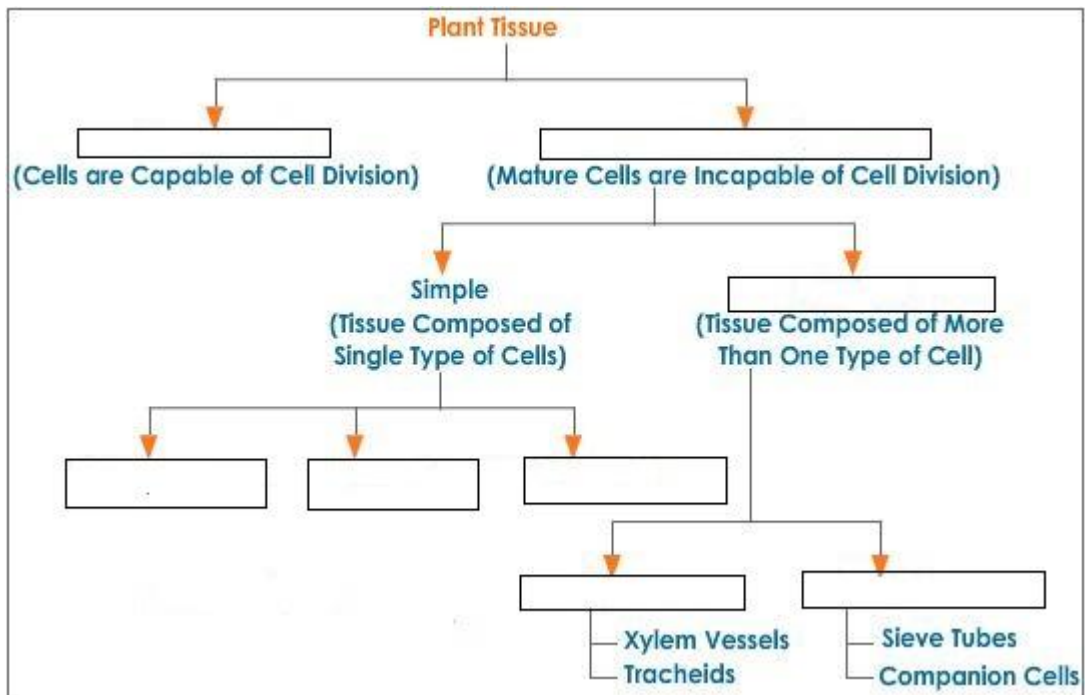 Plant Tissue
(Cells are Capable of Cell Division)
(Mature Cells are Incapable of Cell Division)
Simple
(Tissue Composed of
Single Type of Cells)
(Tissue Composed of More
Than One Type of Cell)
Xylem Vessels
Tracheids
Sieve Tubes
Companion Cells